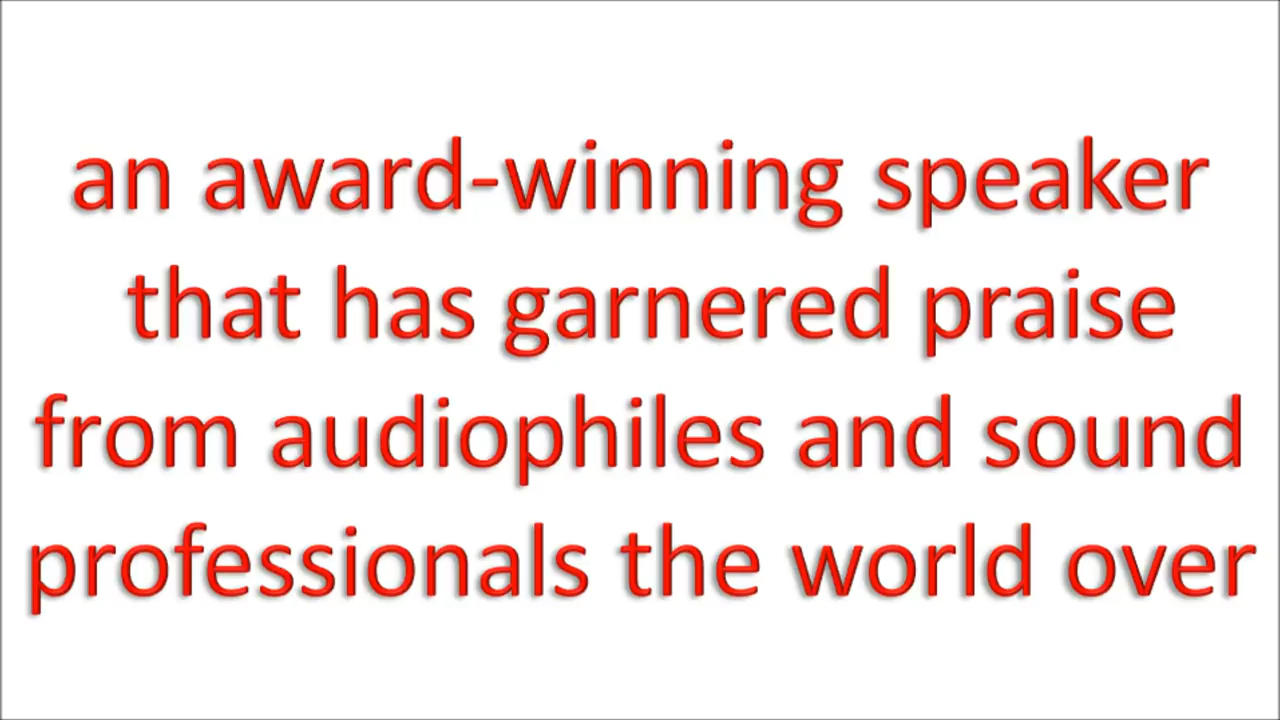 an award-winning speaker
that has garnered praise
from audiophiles and sound
professionals the world over